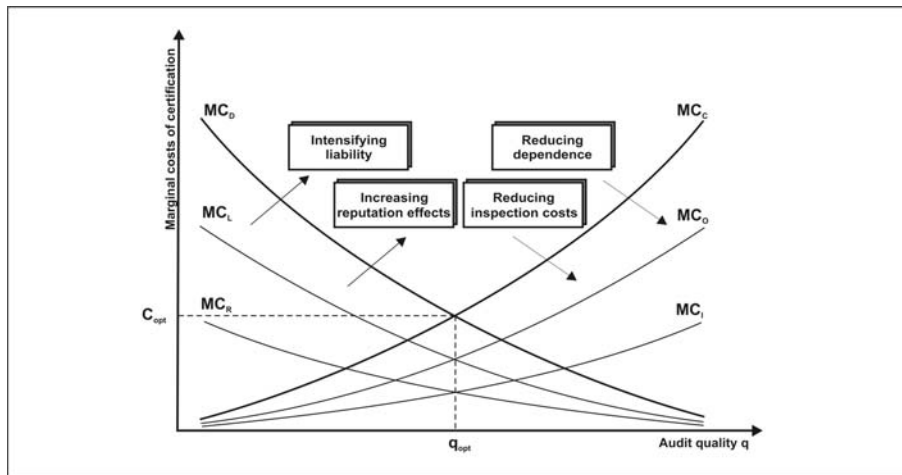 Marginal costs of certification
MC_D
MC_C
Intensifying
liability
Reducing
dependence
Increasing
reputation effects
Reducing
inspection costs
MC_L
MC_O
MC_R
MC_I
C_opt
q_opt
Audit quality q